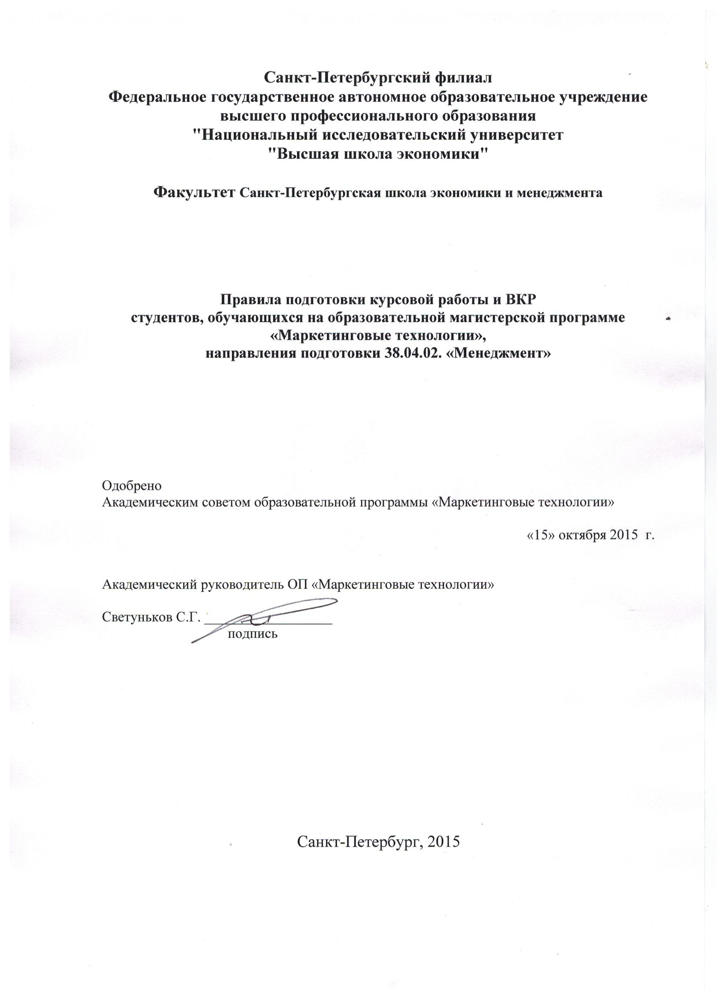 Санкт-Петербургский филиал
Федеральное государственное автономное образовательное учреждение
высшего профессионального образования
"Национальный исследовательский университет
"Высшая школа экономики"
Факультет Санкт-Петербургская школа экономики и менеджмента
Правила подготовки курсовой работы и ВКР
студентов, обучающихся на образовательной магистерской программе
«Маркетинговые технологии»,
направления подготовки 38.04.02. «Менеджмент»
Одобрено
Академическим советом образовательной программы «Маркетинговые технологии»
«15» октября 2015 г.
Академический руководитель ОП «Маркетинговые технологии»
Светуньков С.Г. __________________
подпись
Санкт-Петербург, 2015